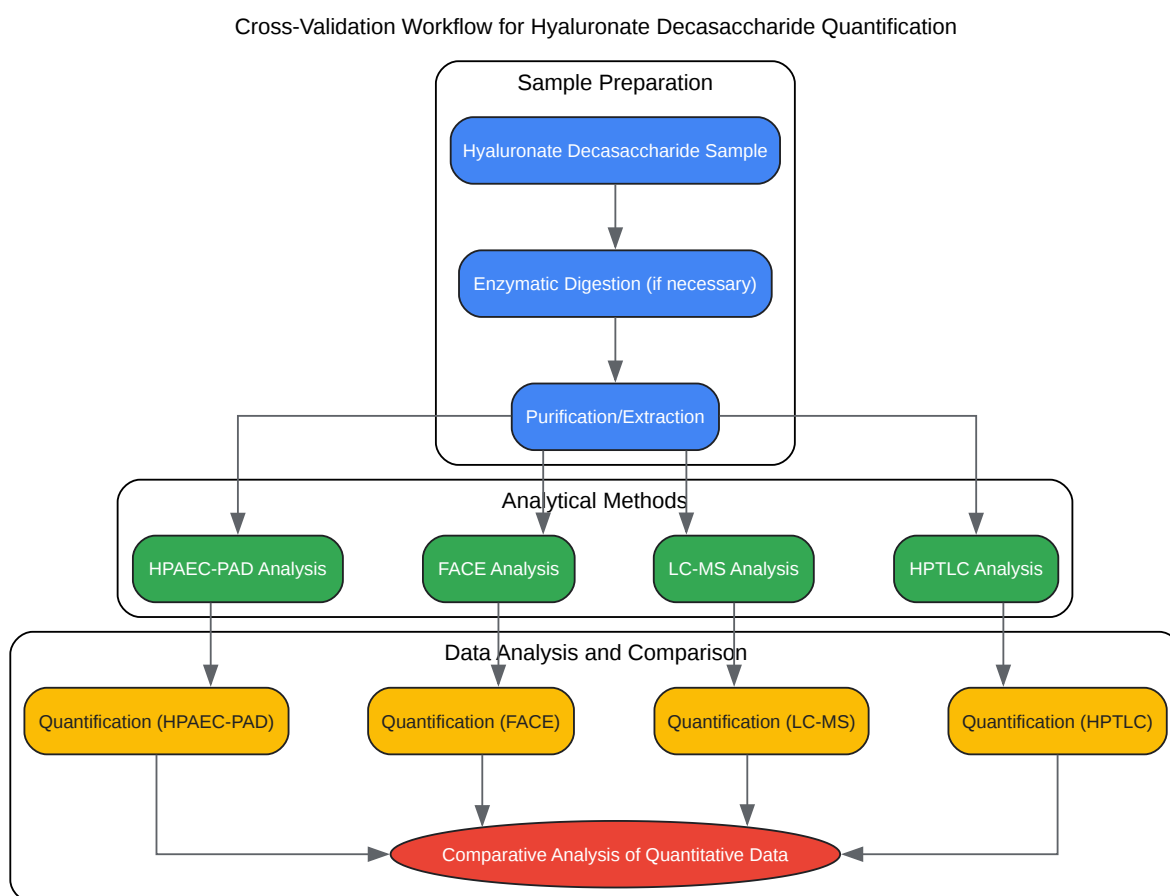 Cross-Validation Workflow for Hyaluronate Decasaccharide Quantification
Sample Preparation
Hyaluronate Decasaccharide Sample
Enzymatic Digestion (if necessary)
Purification/Extraction
Analytical Methods
HPAEC-PAD Analysis
FACE Analysis
LC-MS Analysis
HPTLC Analysis
Data Analysis and Comparison
Quantification (HPAEC-PAD)
Quantification (FACE)
Quantification (LC-MS)
Quantification (HPTLC)
Comparative Analysis of Quantitative Data